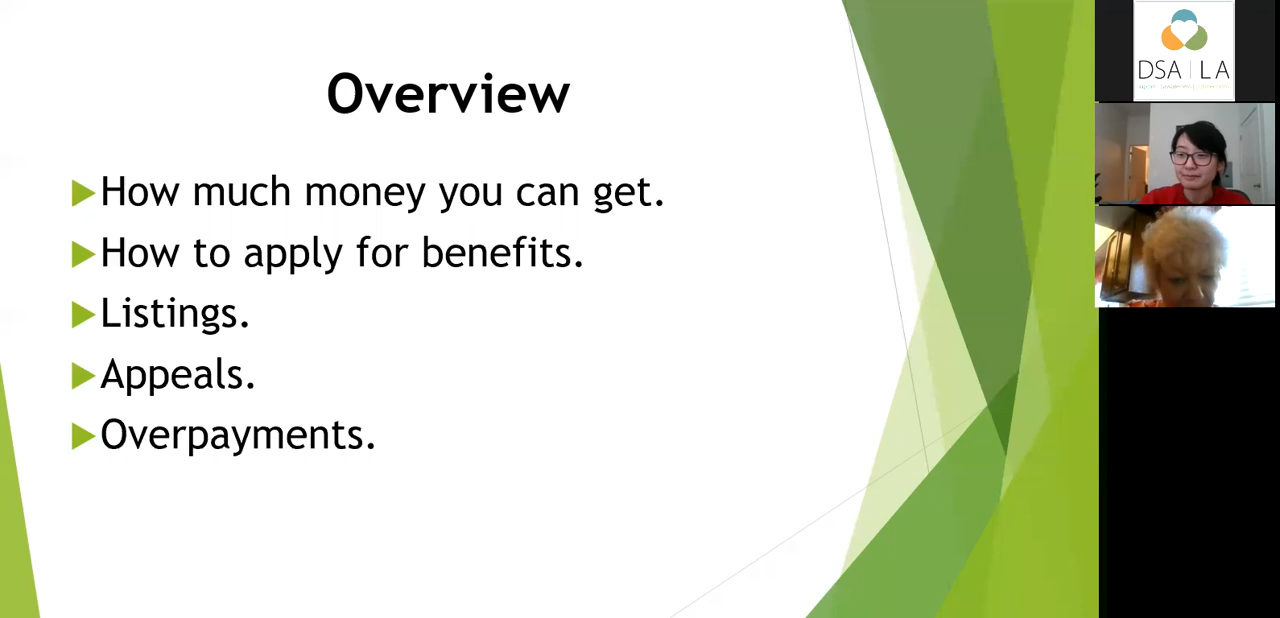 Overview
How much money you can get.
How to apply for benefits.
Listings.
Appeals.
Overpayments.
DSA | LA